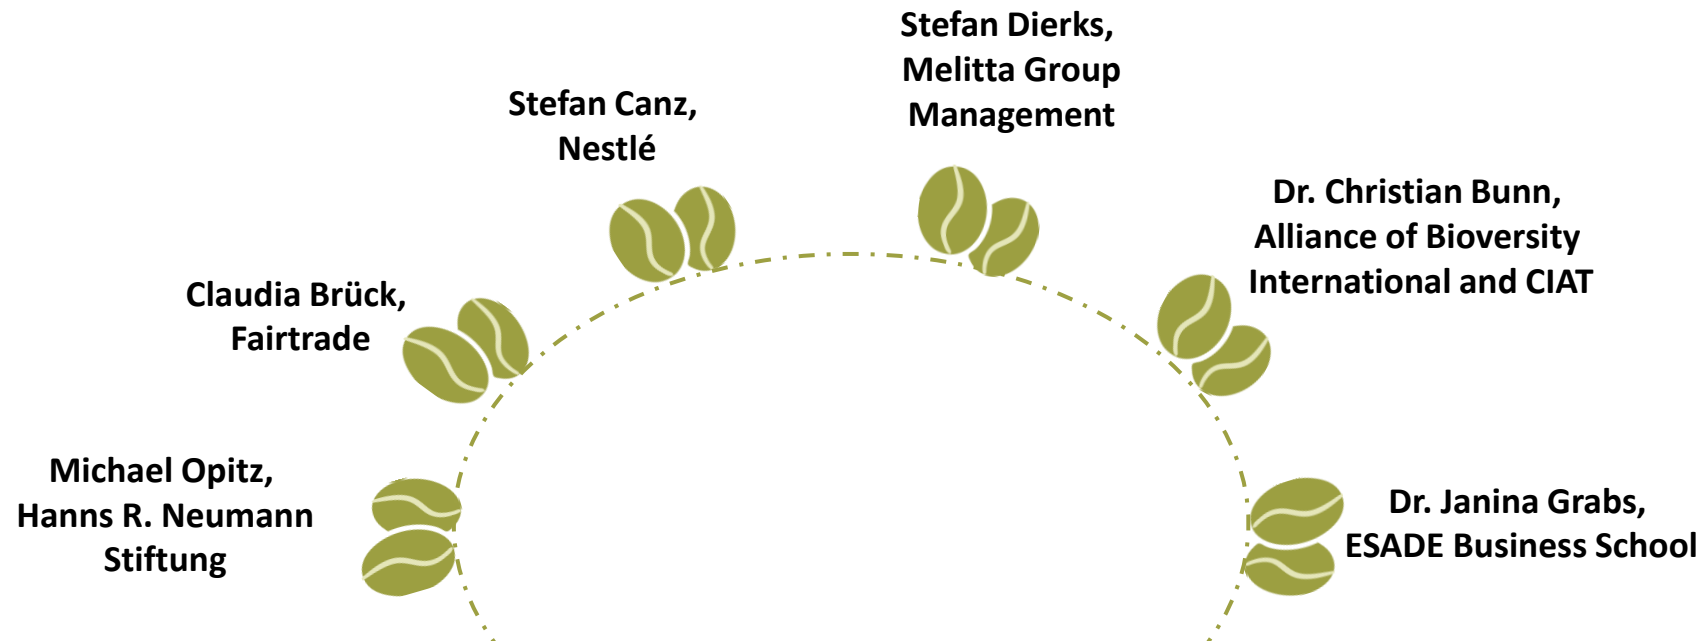 Stefan Dierks,
Melitta Group
Management
Stefan Canz,
Nestlé
Dr. Christian Bunn,
Alliance of Bioversity
International and CIAT
Claudia Brück,
Fairtrade
Michael Opitz,
Hanns R. Neumann
Stiftung
Dr. Janina Grabs,
ESADE Business School